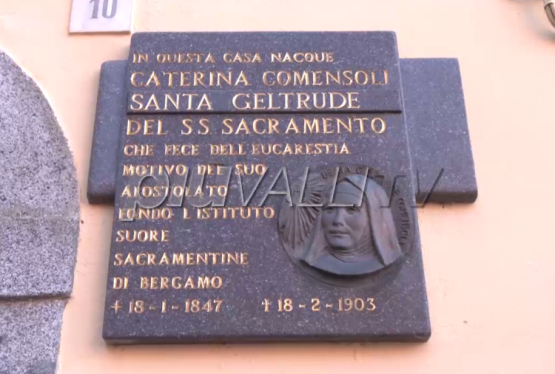 10
IN QUESTA CASA NACQUE
CATERINA COMENSOLI
SANTA GELTRUDE
DEL S.S. SACRAMENTO
CHE FECE DELL'EUCARESTIA
MOTIVO DEL SUO
APOSTOLATO
FONDÒ L'ISTITUTO
SUORE
SACRAMENTINE
DI BERGAMO
† 18-1-1847 † 18-2-1903
piùVALLItv